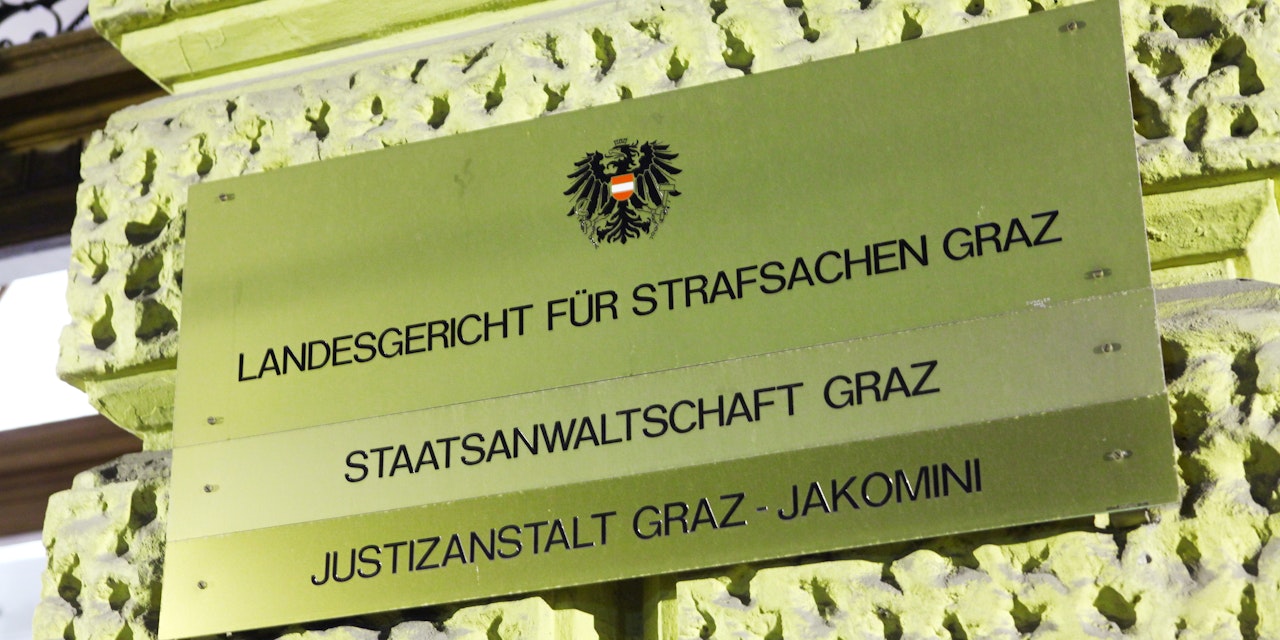 LANDESGERICHT FÜR STRAFSACHEN GRAZ
STAATSANWALTSCHAFT GRAZ
JUSTIZANSTALT GRAZ - JAKOMINI